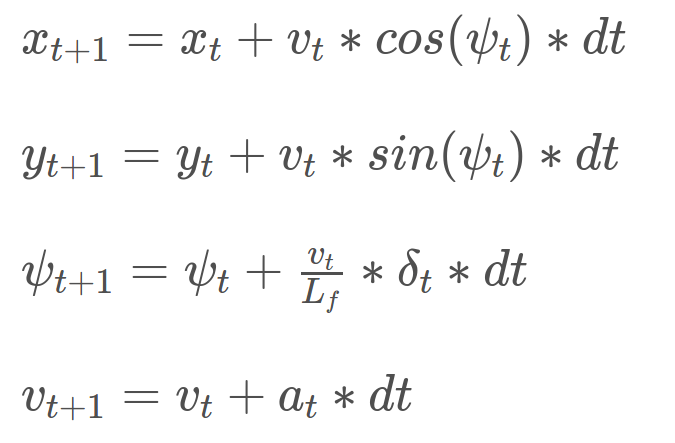 x_{t+1} = x_t + v_t * cos(ψ_t) * dt
y_{t+1} = y_t + v_t * sin(ψ_t) * dt
ψ_{t+1} = ψ_t + \frac{v_t}{L_f} * δ_t * dt
v_{t+1} = v_t + a_t * dt